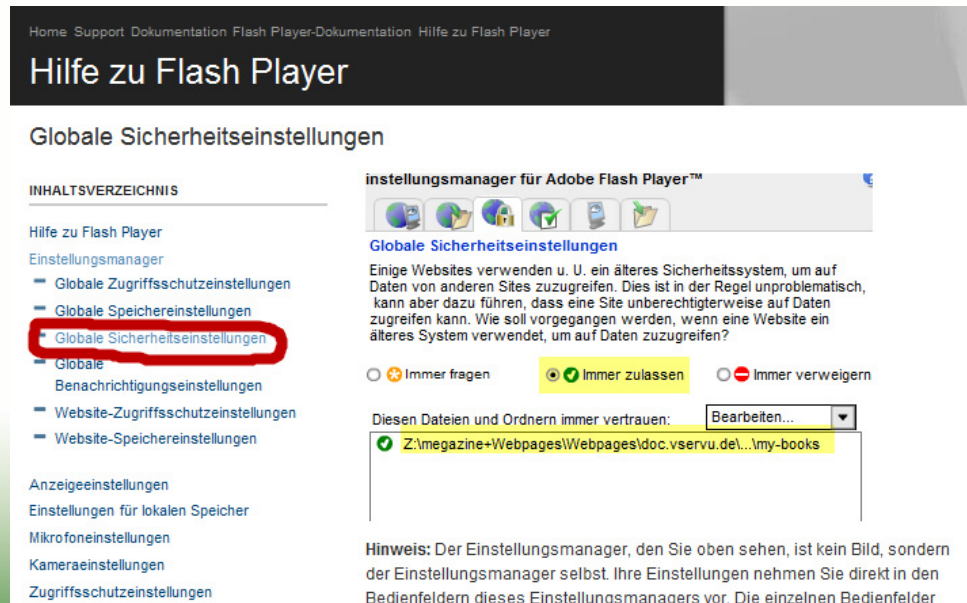 Home Support Dokumentation Flash Player-Dokumentation Hilfe zu Flash Player
Hilfe zu Flash Player
Globale Sicherheitseinstellungen
INHALTSVERZEICHNIS
Hilfe zu Flash Player
Einstellungsmanager
Globale Zugriffsschutzeinstellungen
Globale Speichereinstellungen
Globale Sicherheitseinstellungen
Globale
Benachrichtigungseinstellungen
Website-Zugriffsschutzeinstellungen
Website-Speichereinstellungen
Anzeigeeinstellungen
Einstellungen für lokalen Speicher
Mikrofoneinstellungen
Kameraeinstellungen
Zugriffsschutzeinstellungen
instellungsmanager für Adobe Flash Player™
Globale Sicherheitseinstellungen
Einige Websites verwenden u. U. ein älteres Sicherheitssystem, um auf
Daten von anderen Sites zuzugreifen. Dies ist in der Regel unproblematisch,
kann aber dazu führen, dass eine Site unberechtigterweise auf Daten
zugreifen kann. Wie soll vorgegangen werden, wenn eine Website ein
älteres System verwendet, um auf Daten zuzugreifen?
Immer fragen Immer zulassen Immer verweigern
Diesen Dateien und Ordnern immer vertrauen: Bearbeiten...
Z:\megazine+Webpages\Webpages\doc.vservu.de\...\my-books
Hinweis: Der Einstellungsmanager, den Sie oben sehen, ist kein Bild, sondern
der Einstellungsmanager selbst. Ihre Einstellungen nehmen Sie direkt in den
Bedienfeldern dieses Einstellungsmanagers vor. Die einzelnen Bedienfelder